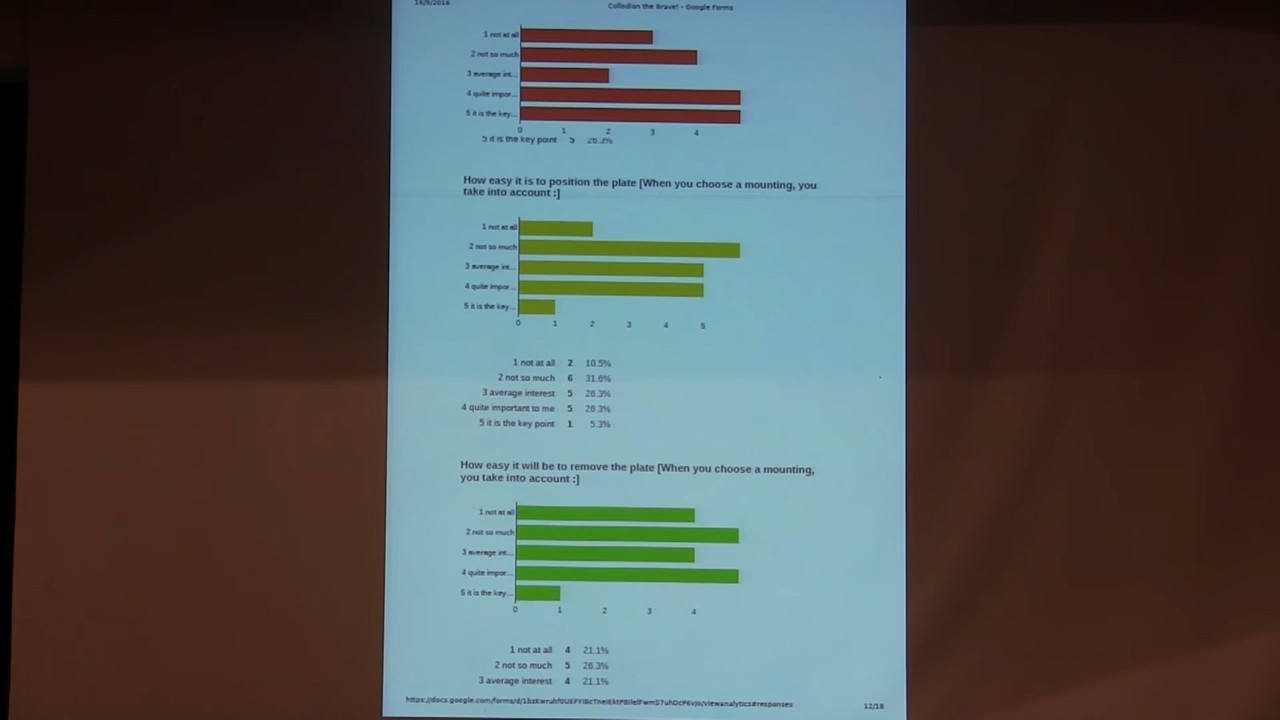 16/9/2016 Collodion the Brave! - Google Forms
1 not at all
2 not so much
3 average int...
4 quite impor...
5 it is the key...
0 1 2 3 4
5 it is the key point 5 26.3%
How easy it is to position the plate [When you choose a mounting, you
take into account :]
1 not at all
2 not so much
3 average int...
4 quite impor...
5 it is the key...
0 1 2 3 4 5
1 not at all 2 10.5%
2 not so much 6 31.6%
3 average interest 5 26.3%
4 quite important to me 5 26.3%
5 it is the key point 1 5.3%
How easy it will be to remove the plate [When you choose a mounting,
you take into account :]
1 not at all
2 not so much
3 average int...
4 quite impor...
5 it is the key...
0 1 2 3 4
1 not at all 4 21.1%
2 not so much 5 26.3%
3 average interest 4 21.1%
12/18